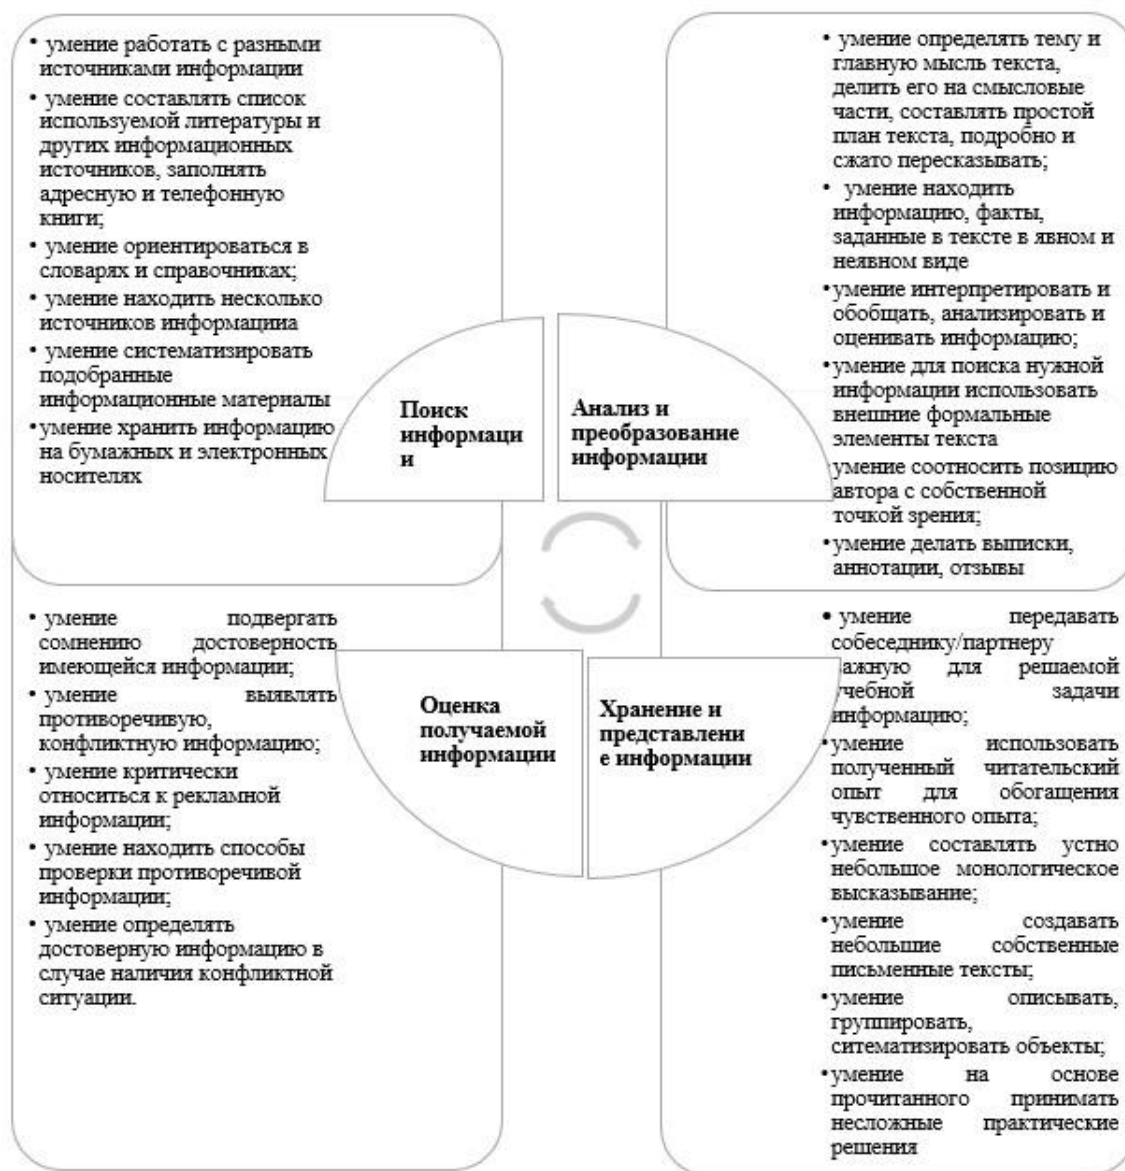 • умение работать с разными
источниками информации
• умение составлять список
используемой литературы и
других информационных
источников, заполнять
адресную и телефонную
книги;
• умение ориентироваться в
словарях и справочниках;
• умение находить несколько
источников информацииа
• умение систематизировать
подобранные
информационные материалы
•умение хранить информацию
на бумажных и электронных
носителях
Поиск
информаци
и
• умение определять тему и
главную мысль текста,
делить его на смысловые
части, составлять простой
план текста, подробно и
сжато пересказывать;
• умение находить
информацию, факты,
заданные в тексте в явном и
неявном виде
•умение интерпретировать и
обобщать, анализировать и
оценивать информацию;
•умение для поиска нужной
информации использовать
внешние формальные
элементы текста
умение соотносить позицию
автора с собственной
точкой зрения;
•умение делать выписки,
аннотации, отзывы
Анализ и
преобразование
информации
• умение подвергать
сомнению достоверность
имеющейся информации;
• умение выявлять
противоречивую,
конфликтную информацию;
• умение критически
относиться к рекламной
информации;
• умение находить способы
проверки противоречивой
информации;
• умение определять
достоверную информацию в
случае наличия конфликтной
ситуации.
Оценка
получаемой
информации
Хранение и
представлени
е информации
• умение передавать
собеседнику/партнеру
важную для решаемой
учебной задачи
информацию;
•умение использовать
полученный читательский
опыт для обогащения
чувственного опыта;
•умение составлять устно
небольшое монологическое
высказывание;
•умение создавать
небольшие собственные
письменные тексты;
•умение описывать,
группировать,
ситематизировать объекты;
•умение на основе
прочитанного принимать
несложные практические
решения